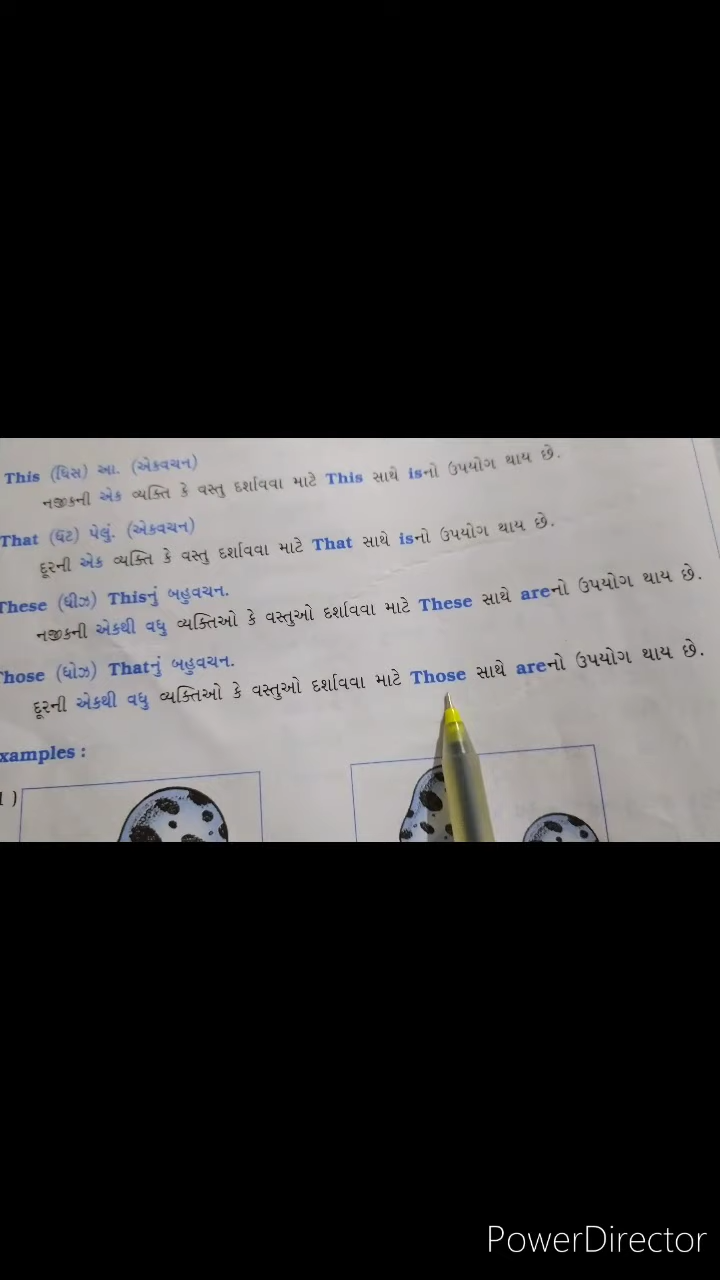 This (ધિસ) આ. (એકવચન)
નજીકની એક વ્યક્તિ કે વસ્તુ દર્શાવવા માટે This સાથે isનો ઉપયોગ થાય છે.
That (ધૅટ) પેલું. (એકવચન)
દૂરની એક વ્યક્તિ કે વસ્તુ દર્શાવવા માટે That સાથે isનો ઉપયોગ થાય છે.
These (ધીઝ) Thisનું બહુવચન.
નજીકની એકથી વધુ વ્યક્તિઓ કે વસ્તુઓ દર્શાવવા માટે These સાથે areનો ઉપયોગ થાય છે.
hose (ધોઝ) Thatનું બહુવચન.
દૂરની એકથી વધુ વ્યક્તિઓ કે વસ્તુઓ દર્શાવવા માટે Those સાથે areનો ઉપયોગ થાય છે.
xamples :
1 )
PowerDirector